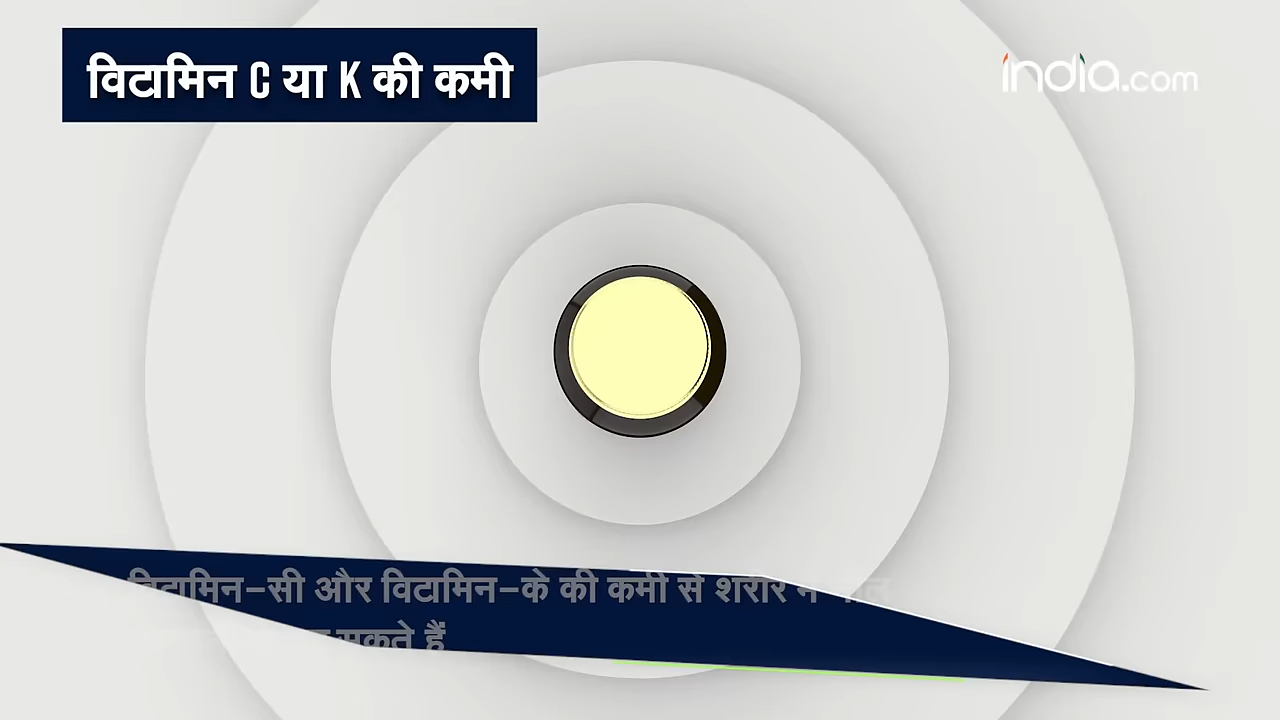 विटामिन C या K की कमी
india.com
विटामिन-सी और विटामिन-के की कमी से शरीर में
सकते हैं